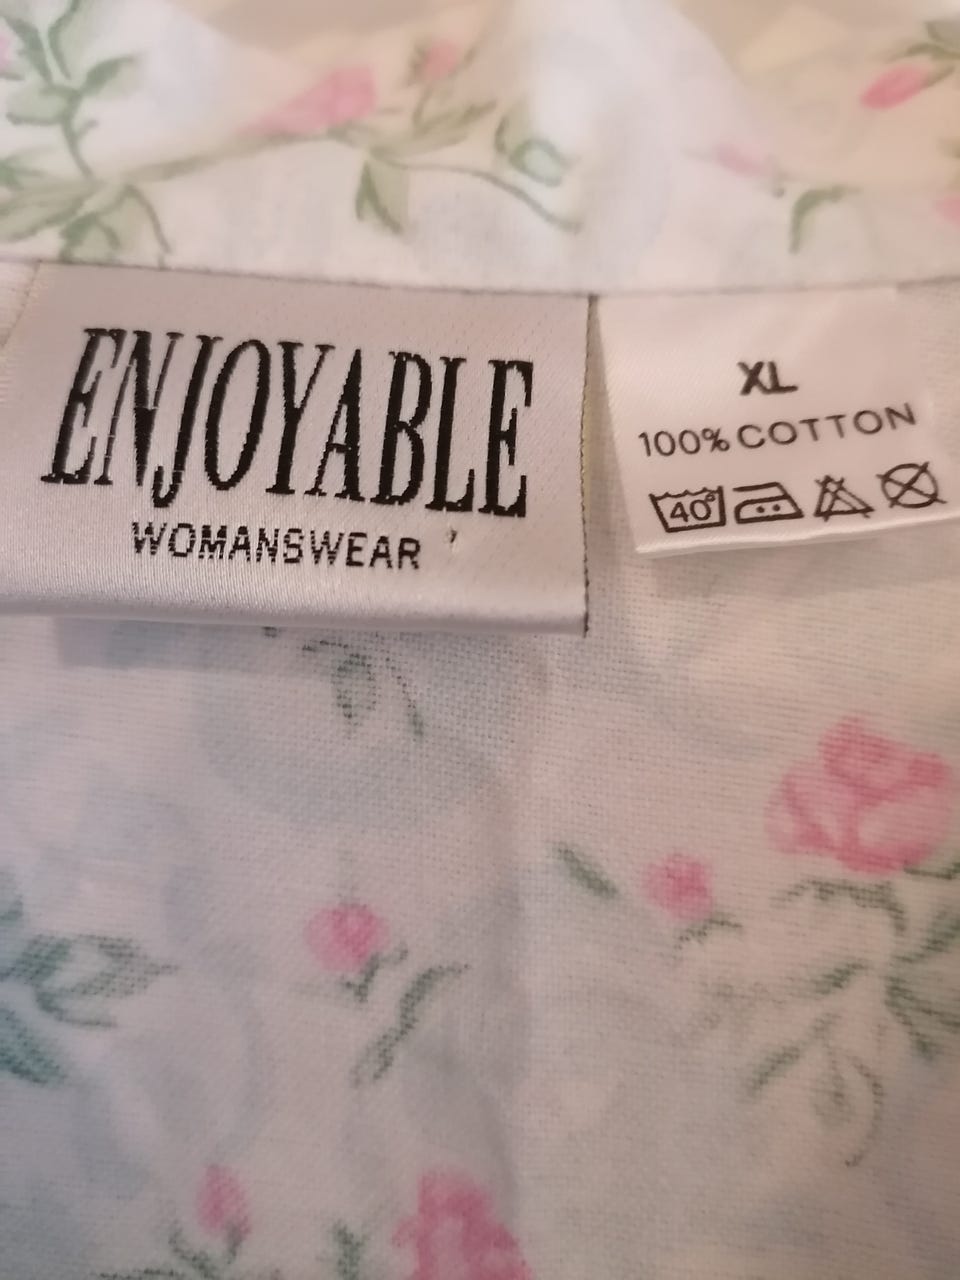 ENJOYABLE
WOMANSWEAR
XL
100% COTTON
40°